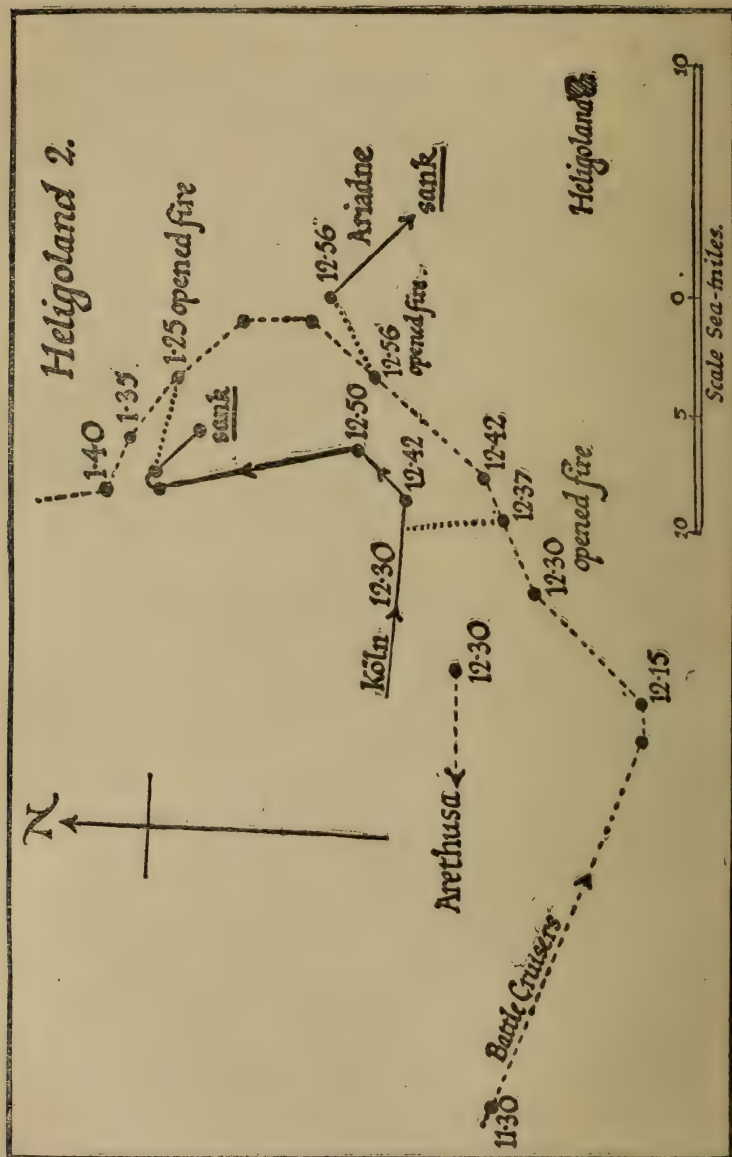 Heligoland 2.
N
1·40
1·35.
1·25 opened fire
sank
12·56"
Ariadne
sank
12·56'
opened fire.
12·50
12·42
Köln
12·30
12·42
12·37
12·30
opened fire
12·30
Arethusa
12·15
Battle Cruisers
11·30
Heligoland
10
5
0
10
Scale Sea-miles.